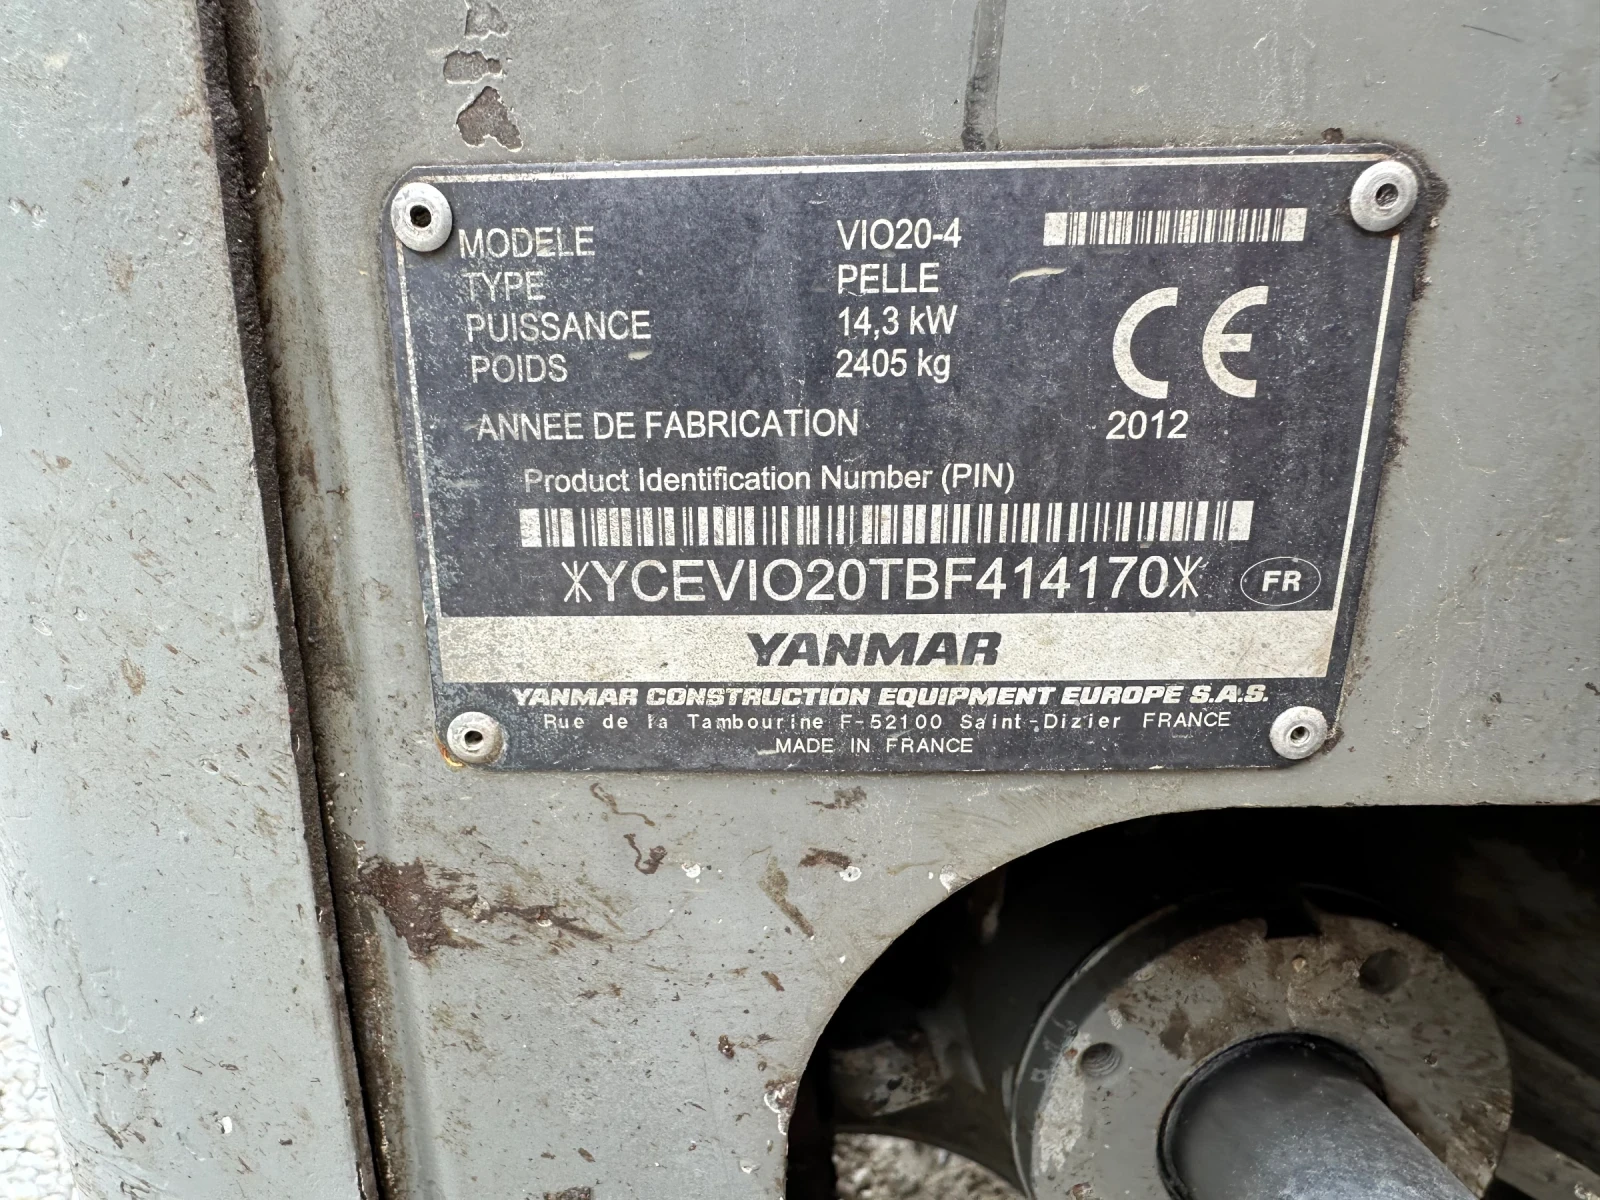 MODELE VIO20-4
TYPE PELLE
PUISSANCE 14,3 kW
POIDS 2405 kg
CE
ANNEE DE FABRICATION 2012
Product Identification Number (PIN)
*YCEVIO20TBF414170* FR
YANMAR
YANMAR CONSTRUCTION EQUIPMENT EUROPE S.A.S.
Rue de la Tambourine F-52100 Saint-Dizier FRANCE
MADE IN FRANCE